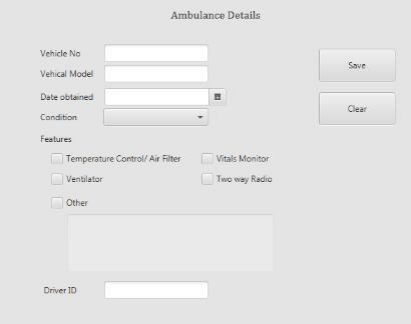 Ambulance Details
Vehicle No
Vehical Model
Date obtained
Condition
Save
Clear
Features
Temperature Control/ Air Filter
Vitals Monitor
Ventilator
Two way Radio
Other
Driver ID